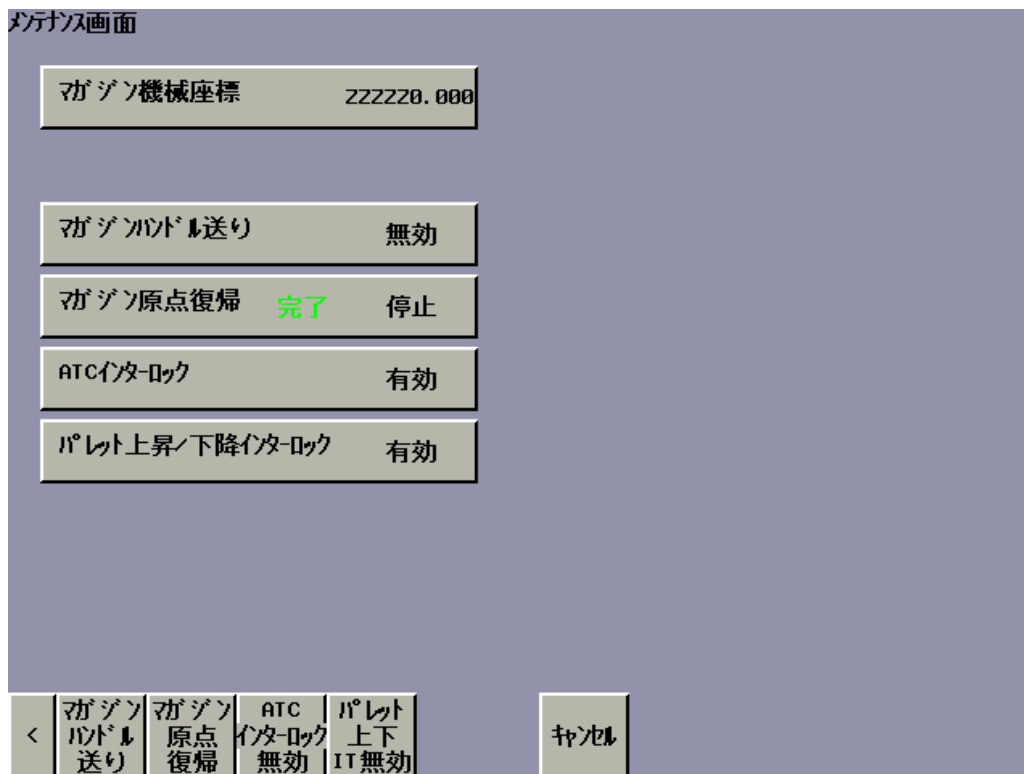 メンテナンス画面
マガジン機械座標 ZZZZZ0.000
マガジンハンドル送り 無効
マガジン原点復帰 完了 停止
ATCインターロック 有効
パレット上昇/下降インターロック 有効
<
マガジン
ハンドル
送り
マガジン
原点
復帰
ATC
インターロック
無効
パレット
上下
IT無効
キャンセル